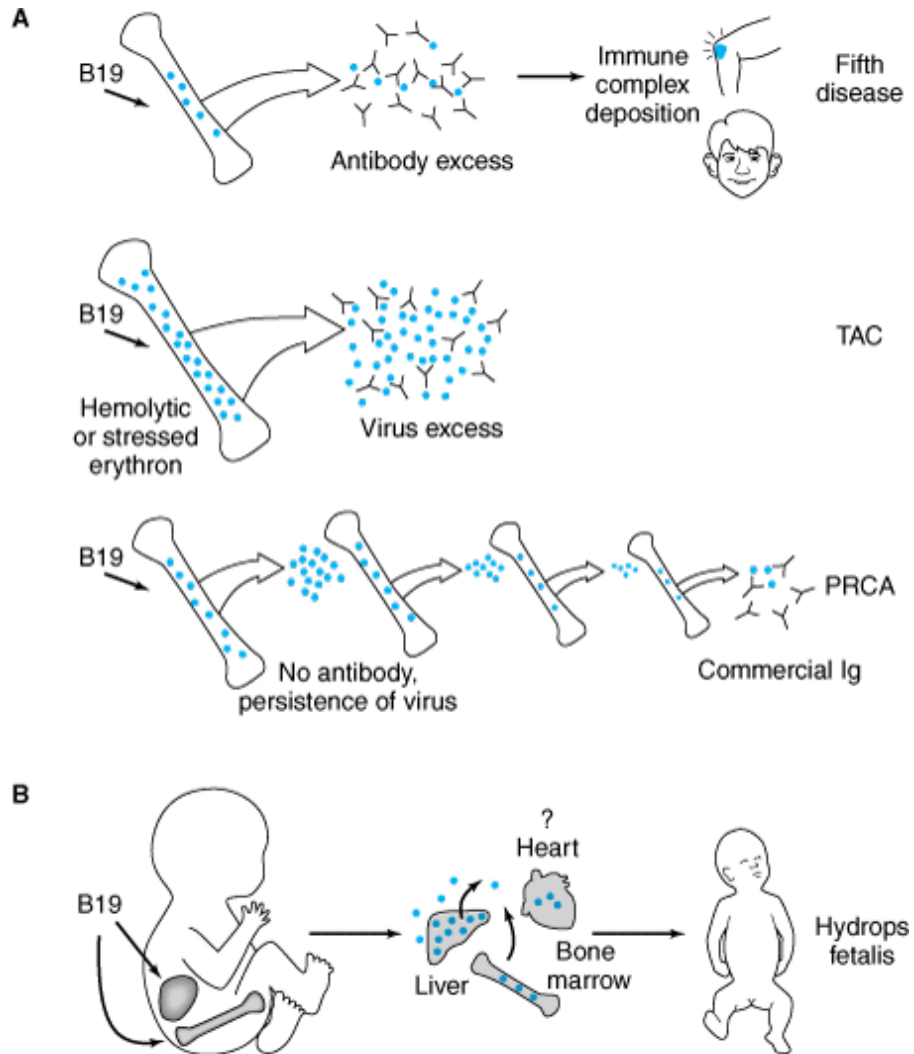 A
B19
Antibody excess
Immune
complex
deposition
Fifth
disease
B19
Hemolytic
or stressed
erythron
Virus excess
TAC
B19
No antibody,
persistence of virus
Commercial Ig
PRCA
B
B19
?
Heart
Liver
Bone
marrow
Hydrops
fetalis